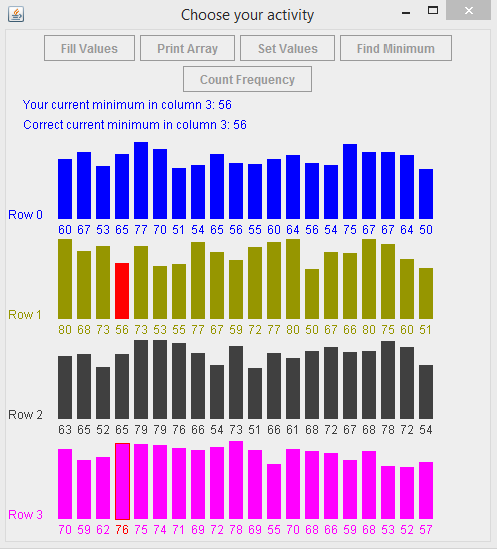 Choose your activity
Fill Values Print Array Set Values Find Minimum
Count Frequency
Your current minimum in column 3: 56
Correct current minimum in column 3: 56
Row 0
60 67 53 65 77 70 51 54 65 56 55 60 64 56 54 75 67 67 64 50
Row 1
80 68 73 56 73 53 55 77 67 59 72 77 80 50 67 66 80 75 60 51
Row 2
63 65 52 65 79 79 76 66 54 73 51 66 61 68 72 67 68 78 72 54
Row 3
70 59 62 76 75 74 71 69 72 78 69 55 70 68 66 59 68 53 52 57